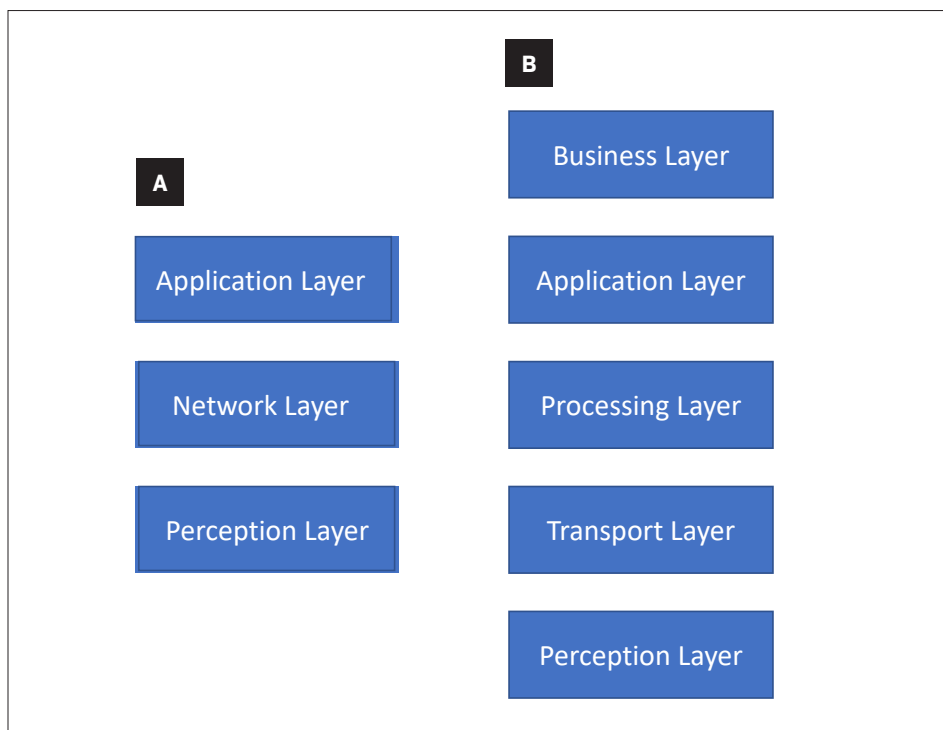 A
Application Layer
Network Layer
Perception Layer
B
Business Layer
Application Layer
Processing Layer
Transport Layer
Perception Layer